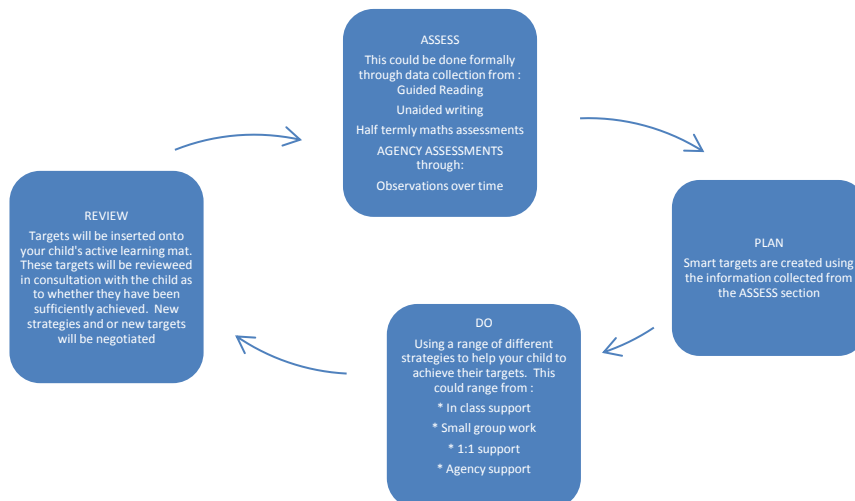 ASSESS
This could be done formally
through data collection from :
Guided Reading
Unaided writing
Half termly maths assessments
AGENCY ASSESSMENTS
through:
Observations over time
PLAN
Smart targets are created using
the information collected from
the ASSESS section
DO
Using a range of different
strategies to help your child to
achieve their targets. This
could range from :
* In class support
* Small group work
* 1:1 support
* Agency support
REVIEW
Targets will be inserted onto
your child's active learning mat.
These targets will be revieweed
in consultation with the child as
to whether they have been
sufficiently achieved. New
strategies and or new targets
will be negotiated